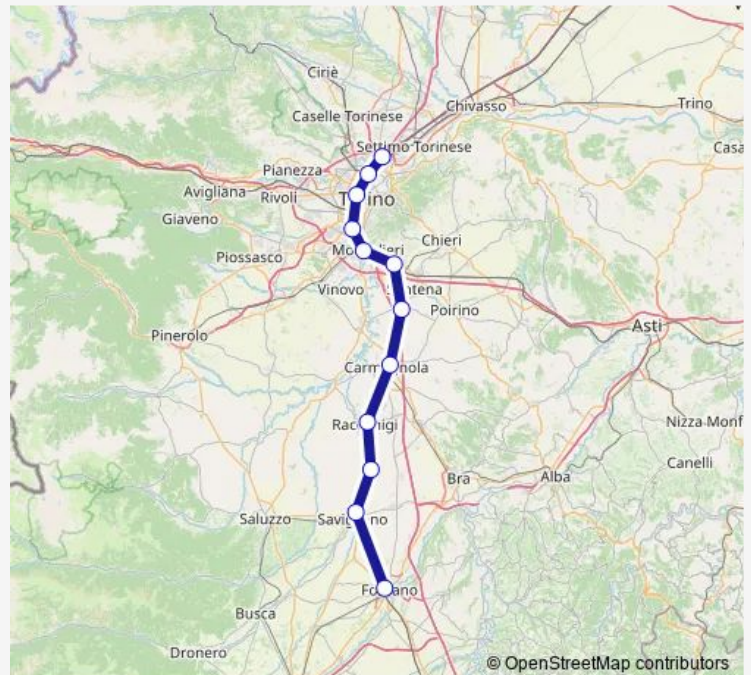 Ciriè
Chivasso
Trino
Caselle Torinese
Settimo Torinese
Casa
Pianezza
Avigliana
Rivoli
Giaveno
Chieri
Piossasco
Vinovo
Poirino
Pinerolo
Asti
Nizza Monf
Canelli
Bra
Alba
Saluzzo
Busca
Dronero
© OpenStreetMap contributors